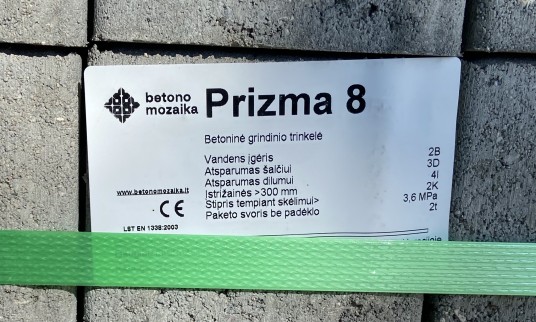 betono
mozaika
Prizma 8
Betoninė grindinio trinkelė
Vandens įgėris 2B
Atsparumas šalčiui 3D
Atsparumas dilumui 4I
Įstrižainės >300 mm 2K
Stipris tempiant skėlimui> 3,6 MPa
Paketo svoris be padėklo 2t
www.betonomozaika.lt
CE
LST EN 1338:2003